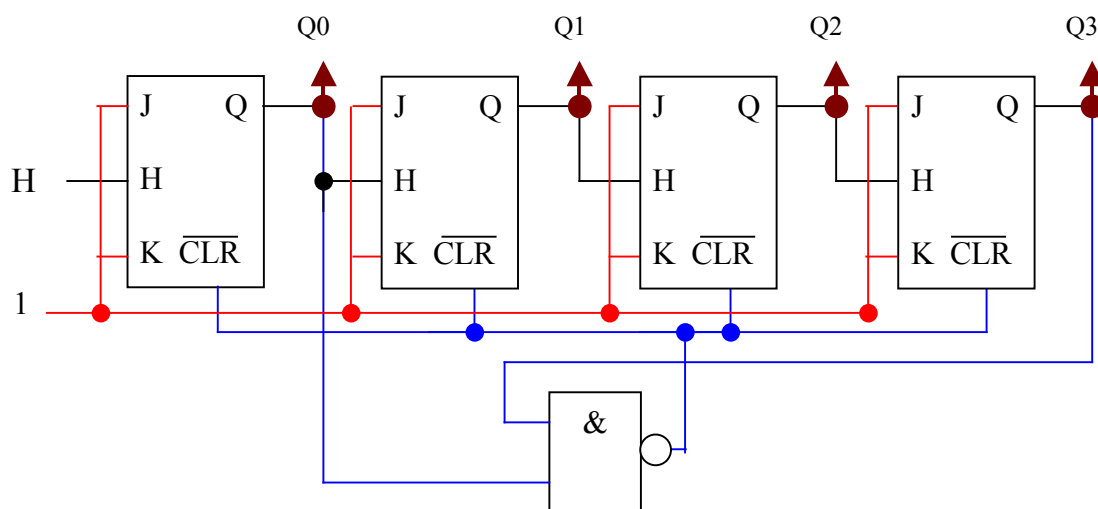 Q0 Q1 Q2 Q3
J Q J Q J Q J Q
H H H H H
K CLR K CLR K CLR K CLR
1
&